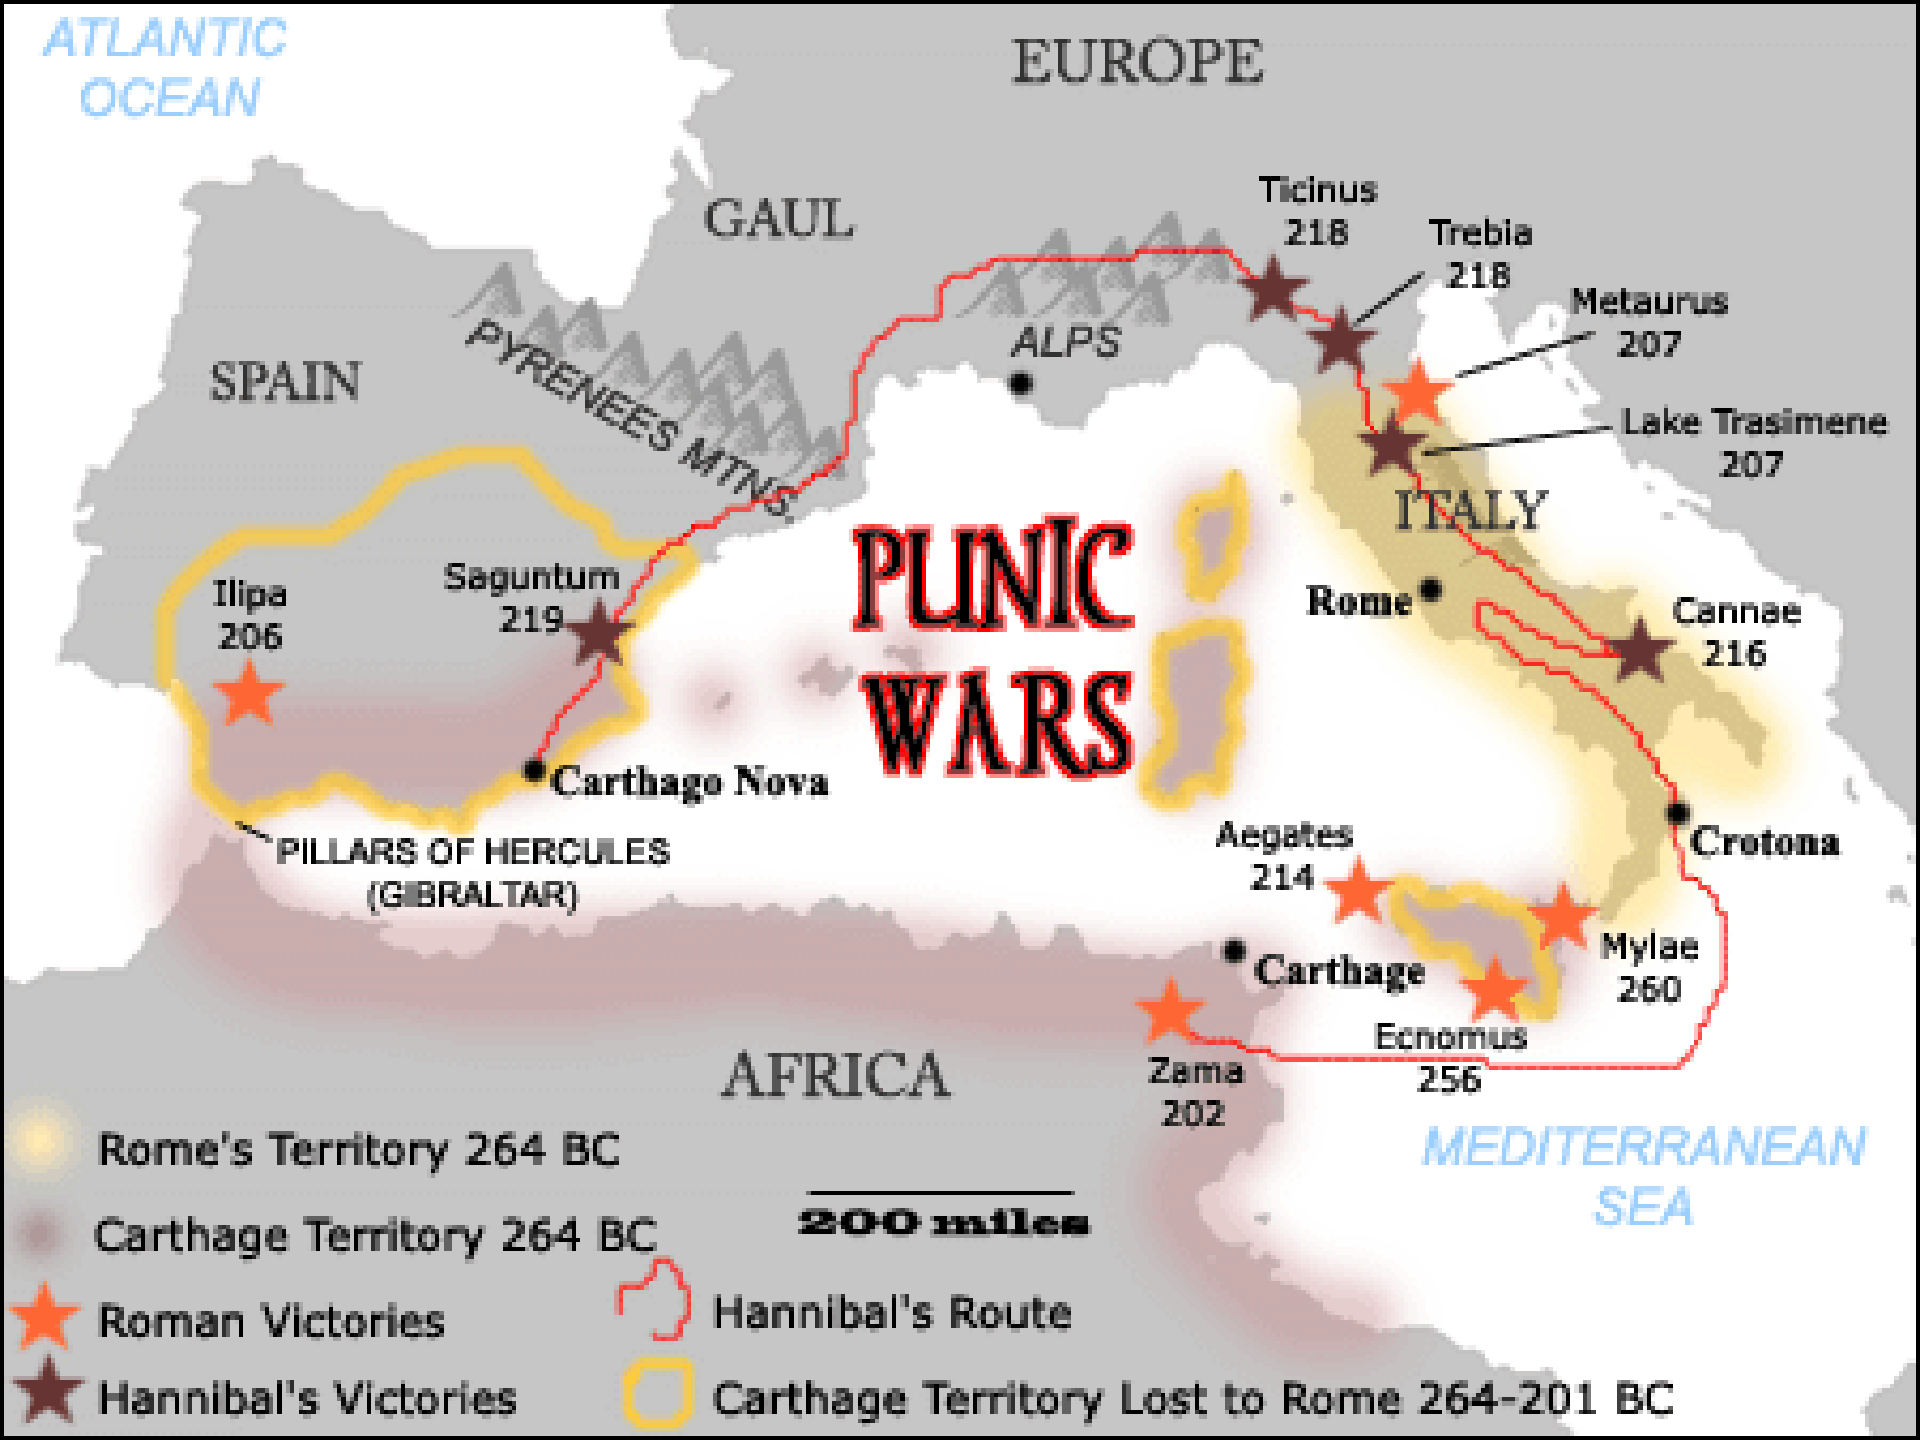 ATLANTIC
OCEAN
EUROPE
GAUL
Ticinus
218
Trebia
218
Metaurus
207
ALPS
PYRENEES MTNS.
SPAIN
Lake Trasimene
207
ITALY
PUNIC
WARS
Ilipa
206
Saguntum
219
Rome
Cannae
216
Carthago Nova
PILLARS OF HERCULES
(GIBRALTAR)
Aegates
214
Crotona
Carthage
Mylae
260
Ecnomus
256
Zama
202
AFRICA
MEDITERRANEAN
SEA
Rome's Territory 264 BC
Carthage Territory 264 BC
200 miles
Roman Victories
Hannibal's Route
Hannibal's Victories
Carthage Territory Lost to Rome 264-201 BC